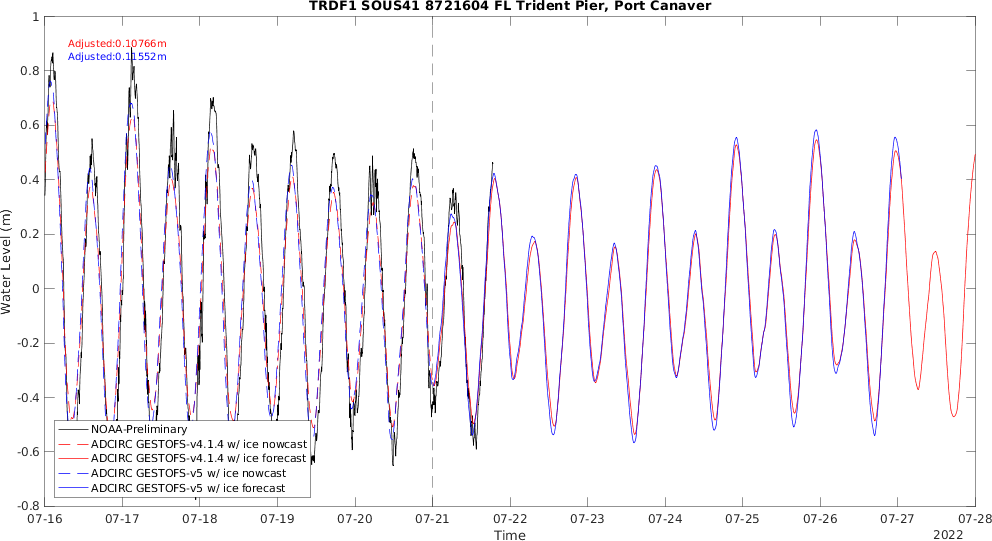 TRDF1 SOUS41 8721604 FL Trident Pier, Port Canaver
Adjusted:0.10766m
Adjusted:0.11552m
Water Level (m)
1
0.8
0.6
0.4
0.2
0
-0.2
-0.4
-0.6
-0.8
NOAA-Preliminary
ADCIRC GESTOFS-v4.1.4 w/ ice nowcast
ADCIRC GESTOFS-v4.1.4 w/ ice forecast
ADCIRC GESTOFS-v5 w/ ice nowcast
ADCIRC GESTOFS-v5 w/ ice forecast
07-16 07-17 07-18 07-19 07-20 07-21 07-22 07-23 07-24 07-25 07-26 07-27 07-28
Time
2022